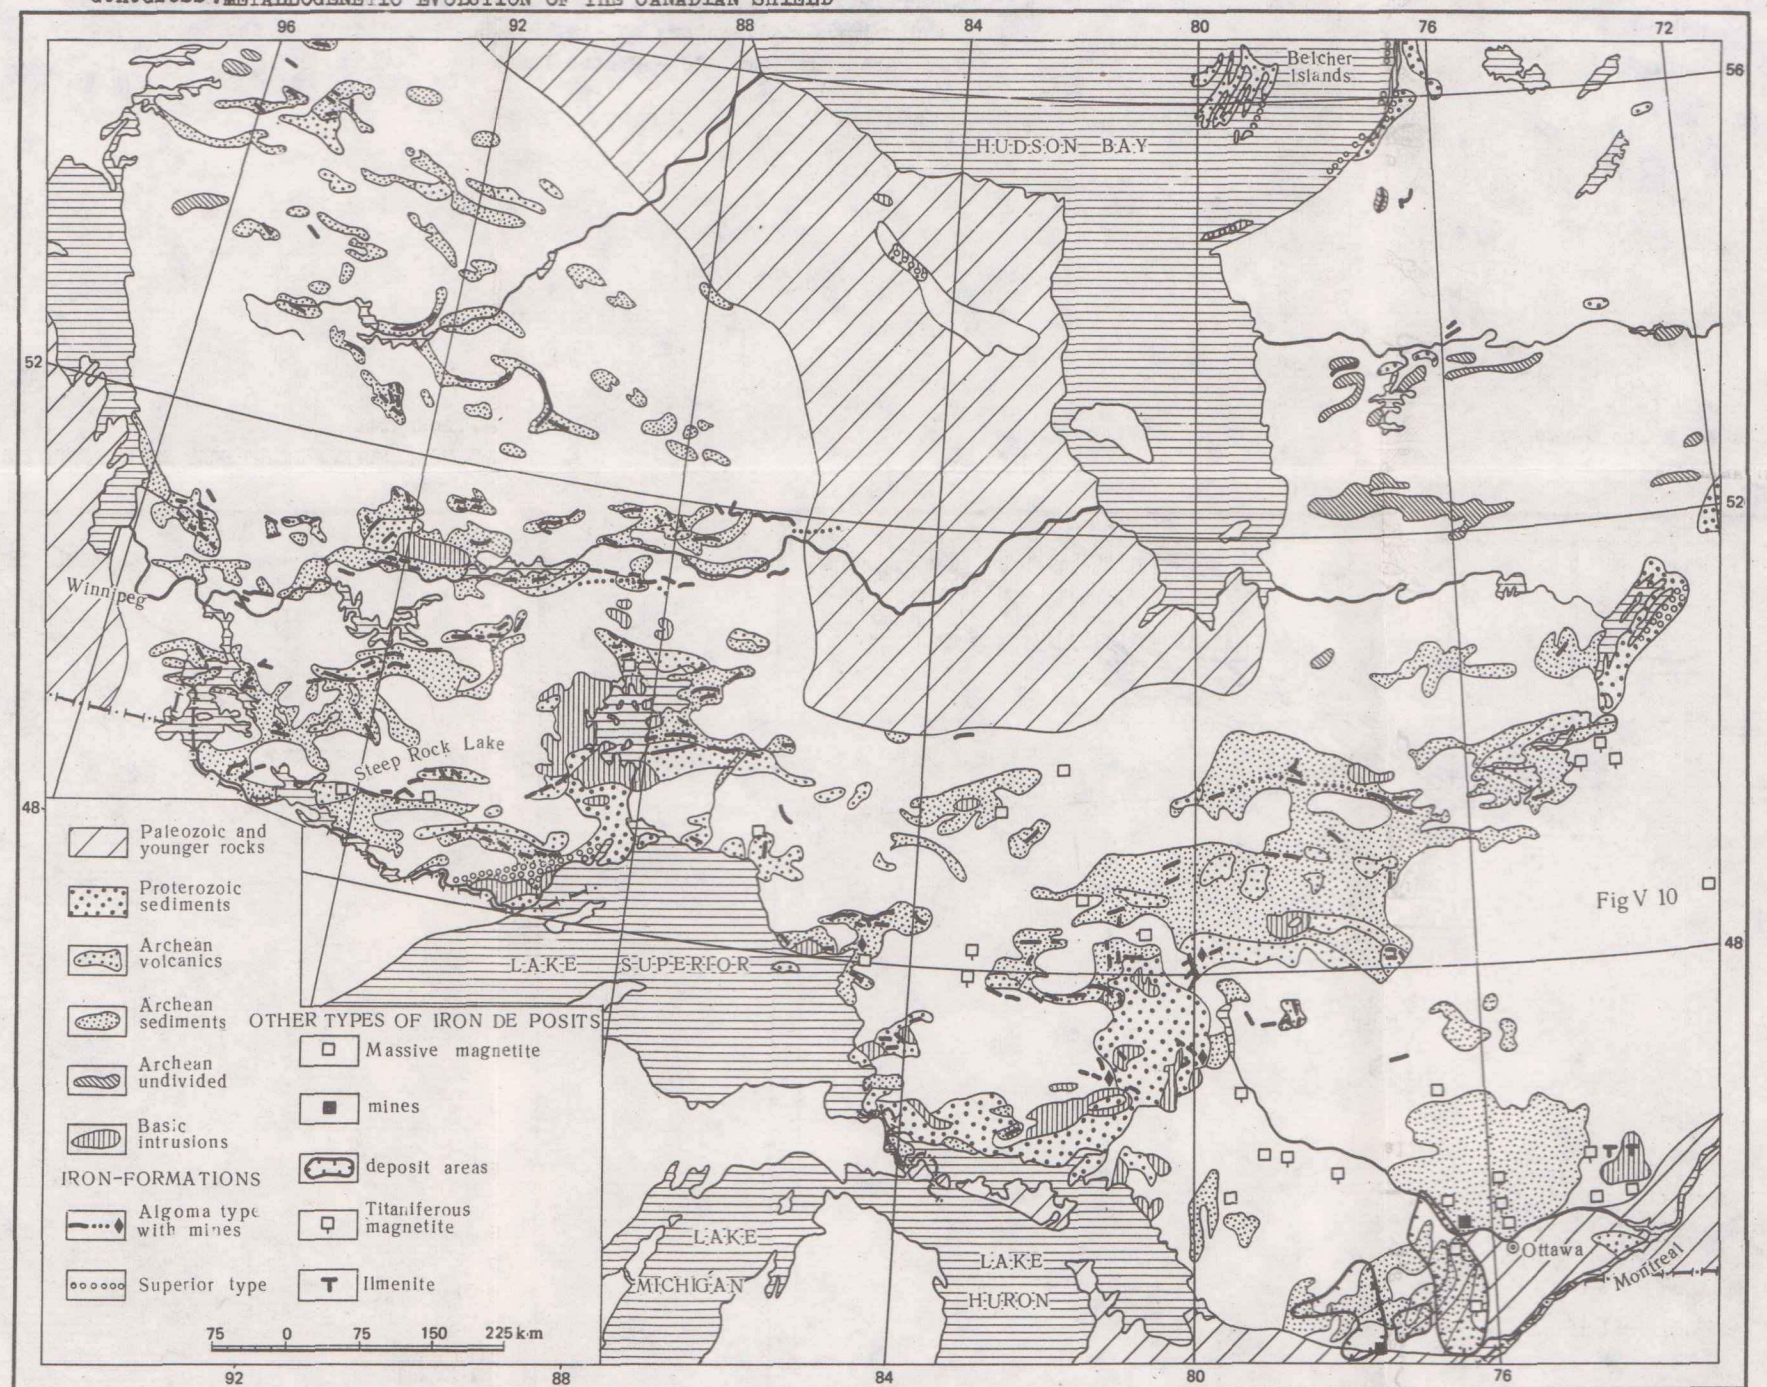 METALLOGENETIC EVOLUTION OF THE CANADIAN SHIELD
96 92 88 84 80 76 72
Belcher
Islands
56
HUDSON BAY
52
52
Winnipeg
Steep Rock Lake
48
Fig V 10
48
LAKE SUPERIOR
Paleozoic and
younger rocks
Proterozoic
sediments
Archean
volcanics
Archean
sediments
Archean
undivided
Basic
intrusions
IRON-FORMATIONS
Algoma type
with mines
Superior type
OTHER TYPES OF IRON DE POSITS
Massive magnetite
mines
deposit areas
Titaniferous
magnetite
Ilmenite
LAKE
MICHIGAN
LAKE
HURON
Ottawa
Montreal
75 0 75 150 225 km
92 88 84 80 76